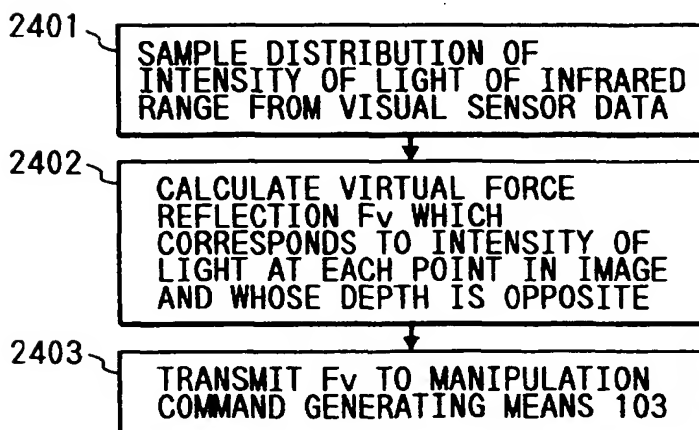 2401
SAMPLE DISTRIBUTION OF
INTENSITY OF LIGHT OF INFRARED
RANGE FROM VISUAL SENSOR DATA
2402
CALCULATE VIRTUAL FORCE
REFLECTION Fv WHICH
CORRESPONDS TO INTENSITY OF
LIGHT AT EACH POINT IN IMAGE
AND WHOSE DEPTH IS OPPOSITE
2403
TRANSMIT Fv TO MANIPULATION
COMMAND GENERATING MEANS 103